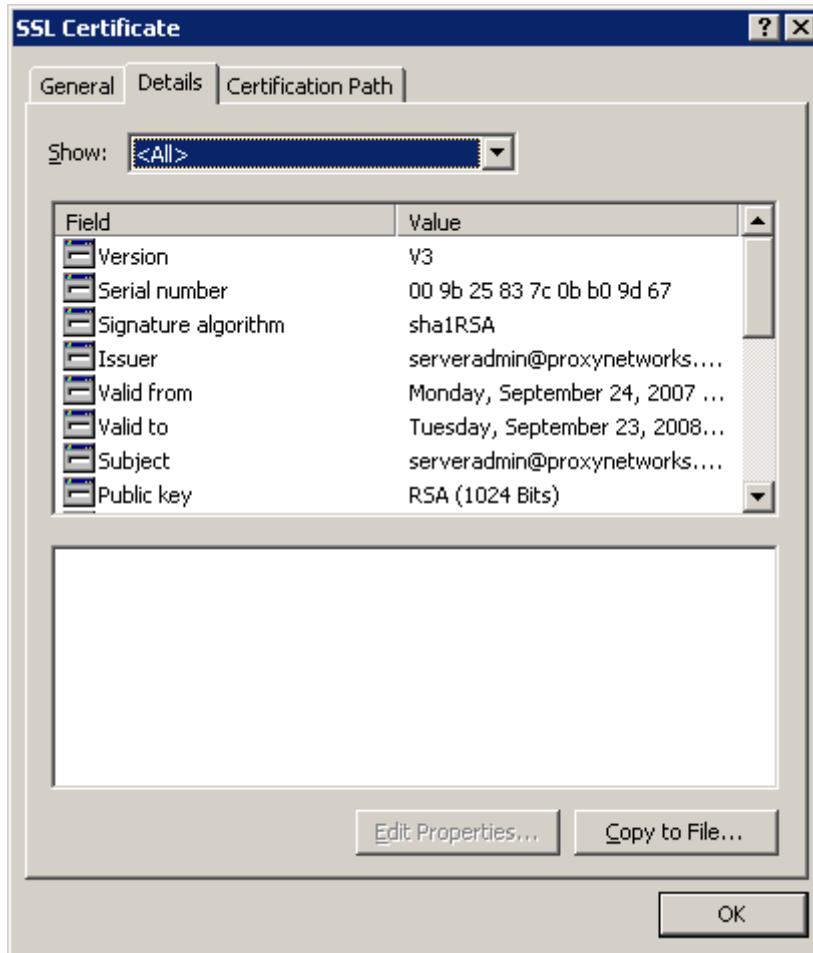 SSL Certificate
General Details Certification Path
Show: <All>
Field Value
Version V3
Serial number 00 9b 25 83 7c 0b b0 9d 67
Signature algorithm sha1RSA
Issuer serveradmin@proxynetworks....
Valid from Monday, September 24, 2007 ...
Valid to Tuesday, September 23, 2008...
Subject serveradmin@proxynetworks....
Public key RSA (1024 Bits)
Edit Properties... Copy to File...
OK